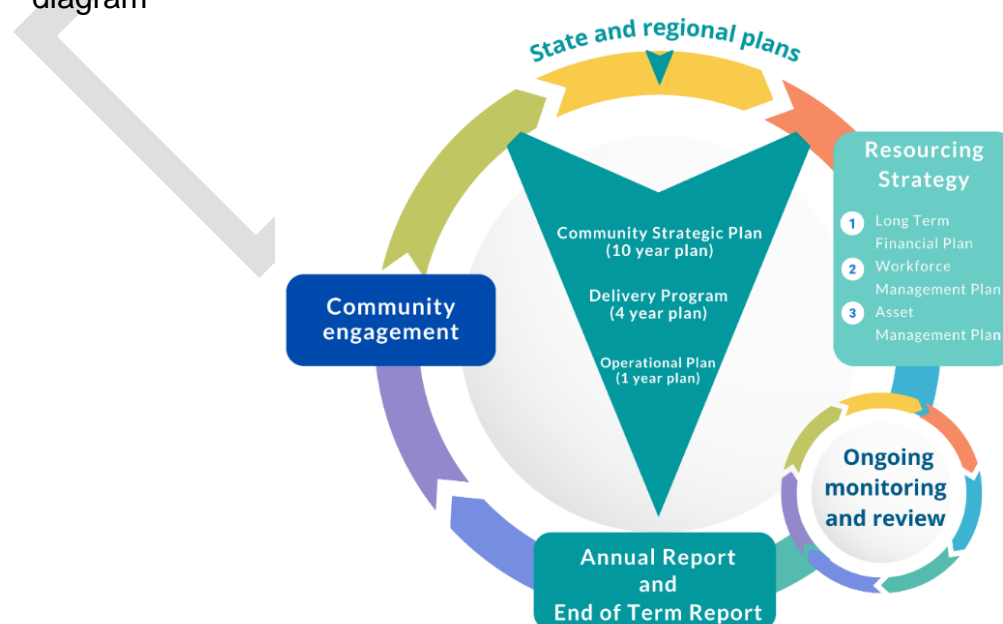 diagram
State and regional plans
Resourcing
Strategy
1 Long Term
Financial Plan
2 Workforce
Management Plan
3 Asset
Management Plan
Community Strategic Plan
(10 year plan)
Delivery Program
(4 year plan)
Operational Plan
(1 year plan)
Community
engagement
Ongoing
monitoring
and review
Annual Report
and
End of Term Report